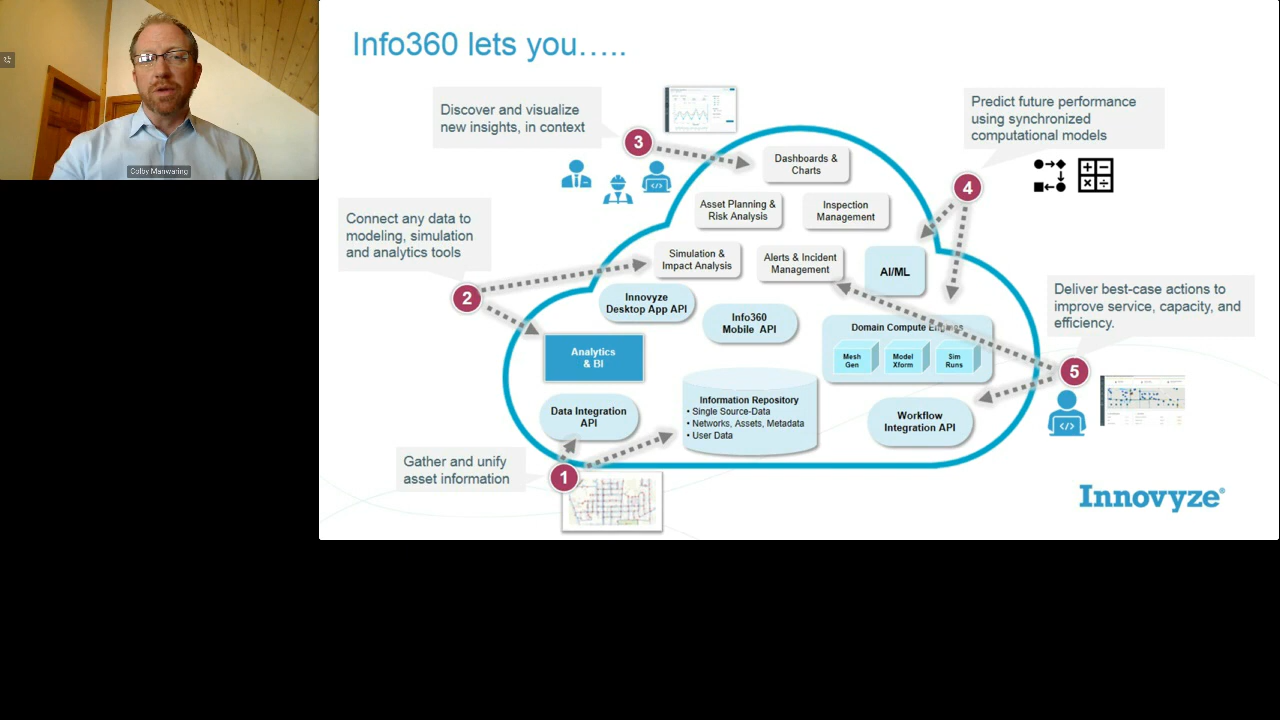 Colby Manwaring
Info360 lets you…..
Discover and visualize
new insights, in context
3
Predict future performance
using synchronized
computational models
4
Connect any data to
modeling, simulation
and analytics tools
2
Dashboards &
Charts
Asset Planning &
Risk Analysis
Inspection
Management
Simulation &
Impact Analysis
Alerts & Incident
Management
AI/ML
Innovyze
Desktop App API
Info360
Mobile API
Domain Compute Engines
Mesh
Gen
Model
Xform
Sim
Runs
Analytics
& BI
Deliver best-case actions to
improve service, capacity, and
efficiency.
5
Data Integration
API
Information Repository
• Single Source-Data
• Networks, Assets, Metadata
• User Data
Workflow
Integration API
Gather and unify
asset information
1
Innovyze®